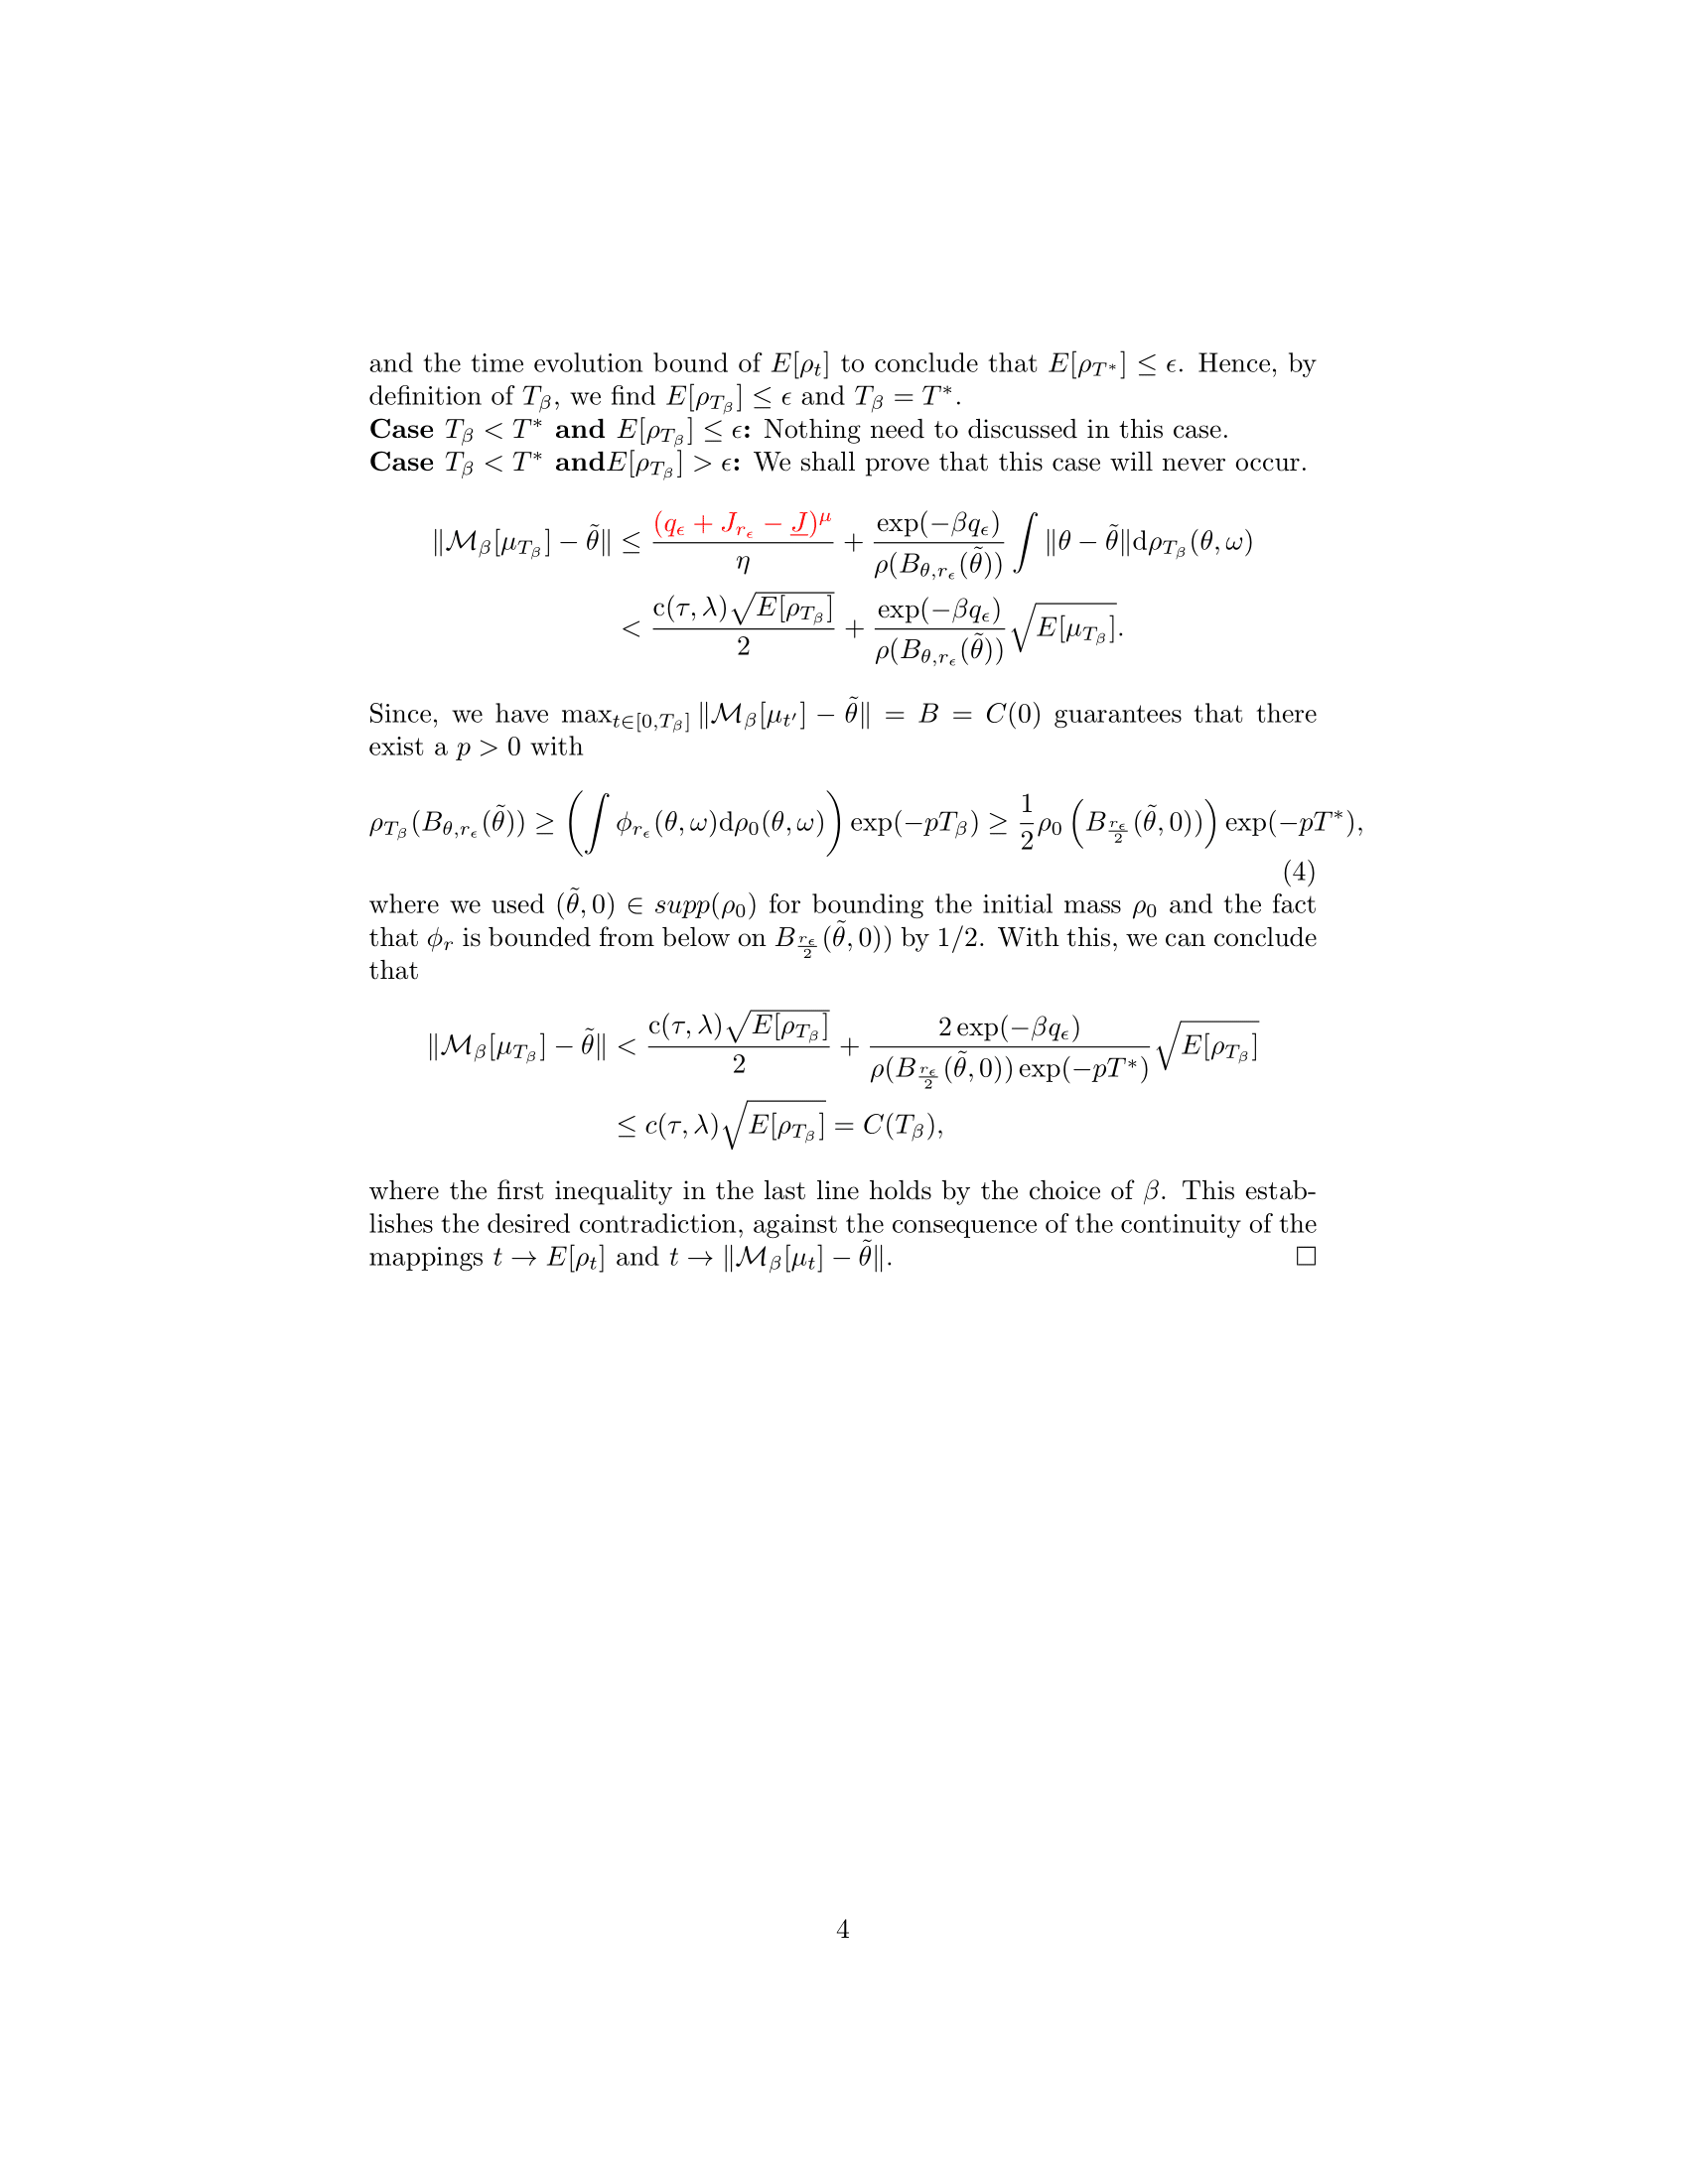 and the time evolution bound of $E[\rho_t]$ to conclude that $E[\rho_{T^*}] \leq \epsilon$. Hence, by
definition of $T_\beta$, we find $E[\rho_{T_\beta}] \leq \epsilon$ and $T_\beta = T^*$.
**Case** $T_\beta < T^*$ **and** $E[\rho_{T_\beta}] \leq \epsilon$**:** Nothing need to discussed in this case.
**Case** $T_\beta < T^*$ **and**$E[\rho_{T_\beta}] > \epsilon$**:** We shall prove that this case will never occur.
$$\|\mathcal{M}_\beta[\mu_{T_\beta}] - \tilde{\theta}\| \leq \frac{(q_\epsilon + J_{r_\epsilon} - \underline{J})^\mu}{\eta} + \frac{\exp(-\beta q_\epsilon)}{\rho(B_{\theta,r_\epsilon}(\tilde{\theta}))} \int \|\theta - \tilde{\theta}\| \mathrm{d}\rho_{T_\beta}(\theta, \omega)$$
$$< \frac{\mathrm{c}(\tau, \lambda)\sqrt{E[\rho_{T_\beta}]}}{2} + \frac{\exp(-\beta q_\epsilon)}{\rho(B_{\theta,r_\epsilon}(\tilde{\theta}))} \sqrt{E[\mu_{T_\beta}]}.$$
Since, we have $\max_{t \in [0,T_\beta]} \|\mathcal{M}_\beta[\mu_{t'}] - \tilde{\theta}\| = B = C(0)$ guarantees that there
exist a $p > 0$ with
$$\rho_{T_\beta}(B_{\theta,r_\epsilon}(\tilde{\theta})) \geq \left( \int \phi_{r_\epsilon}(\theta, \omega) \mathrm{d}\rho_0(\theta, \omega) \right) \exp(-pT_\beta) \geq \frac{1}{2} \rho_0 \left( B_{\frac{r_\epsilon}{2}}(\tilde{\theta}, 0)) \right) \exp(-pT^*),$$
(4)
where we used $(\tilde{\theta}, 0) \in supp(\rho_0)$ for bounding the initial mass $\rho_0$ and the fact
that $\phi_r$ is bounded from below on $B_{\frac{r_\epsilon}{2}}(\tilde{\theta}, 0))$ by $1/2$. With this, we can conclude
that
$$\|\mathcal{M}_\beta[\mu_{T_\beta}] - \tilde{\theta}\| < \frac{\mathrm{c}(\tau, \lambda)\sqrt{E[\rho_{T_\beta}]}}{2} + \frac{2\exp(-\beta q_\epsilon)}{\rho(B_{\frac{r_\epsilon}{2}}(\tilde{\theta}, 0)) \exp(-pT^*)} \sqrt{E[\rho_{T_\beta}]}$$
$$\leq c(\tau, \lambda)\sqrt{E[\rho_{T_\beta}]} = C(T_\beta),$$
where the first inequality in the last line holds by the choice of $\beta$. This estab-
lishes the desired contradiction, against the consequence of the continuity of the
mappings $t \to E[\rho_t]$ and $t \to \|\mathcal{M}_\beta[\mu_t] - \tilde{\theta}\|$. □
4